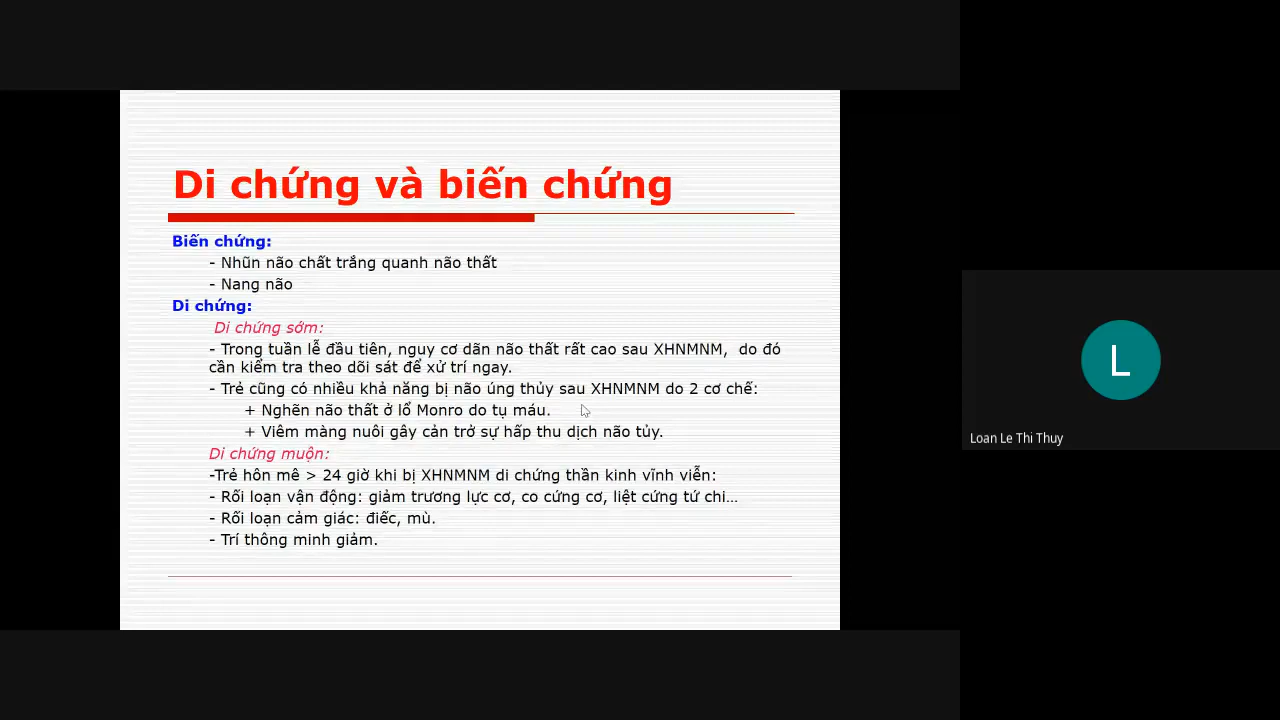 Di chứng và biến chứng
Biến chứng:
- Nhũn não chất trắng quanh não thất
- Nang não
Di chứng:
Di chứng sớm:
- Trong tuần lễ đầu tiên, nguy cơ dãn não thất rất cao sau XHNMNM, do đó
cần kiểm tra theo dõi sát để xử trí ngay.
- Trẻ cũng có nhiều khả năng bị não úng thủy sau XHNMNM do 2 cơ chế:
+ Nghẽn não thất ở lổ Monro do tụ máu.
+ Viêm màng nuôi gây cản trở sự hấp thu dịch não tủy.
Di chứng muộn:
-Trẻ hôn mê > 24 giờ khi bị XHNMNM di chứng thần kinh vĩnh viễn:
- Rối loạn vận động: giảm trương lực cơ, co cứng cơ, liệt cứng tứ chi…
- Rối loạn cảm giác: điếc, mù.
- Trí thông minh giảm.
L
Loan Le Thi Thuy